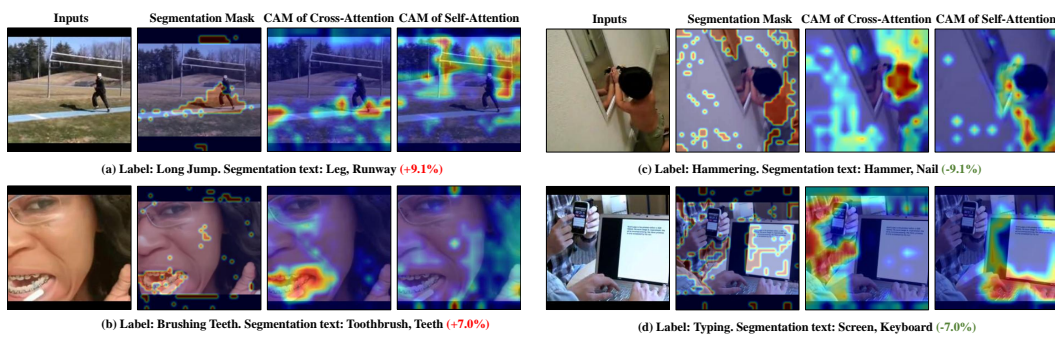 Inputs Segmentation Mask CAM of Cross-Attention CAM of Self-Attention
(a) Label: Long Jump. Segmentation text: Leg, Runway (+9.1%)
(b) Label: Brushing Teeth. Segmentation text: Toothbrush, Teeth (+7.0%)
Inputs Segmentation Mask CAM of Cross-Attention CAM of Self-Attention
(c) Label: Hammering. Segmentation text: Hammer, Nail (-9.1%)
(d) Label: Typing. Segmentation text: Screen, Keyboard (-7.0%)